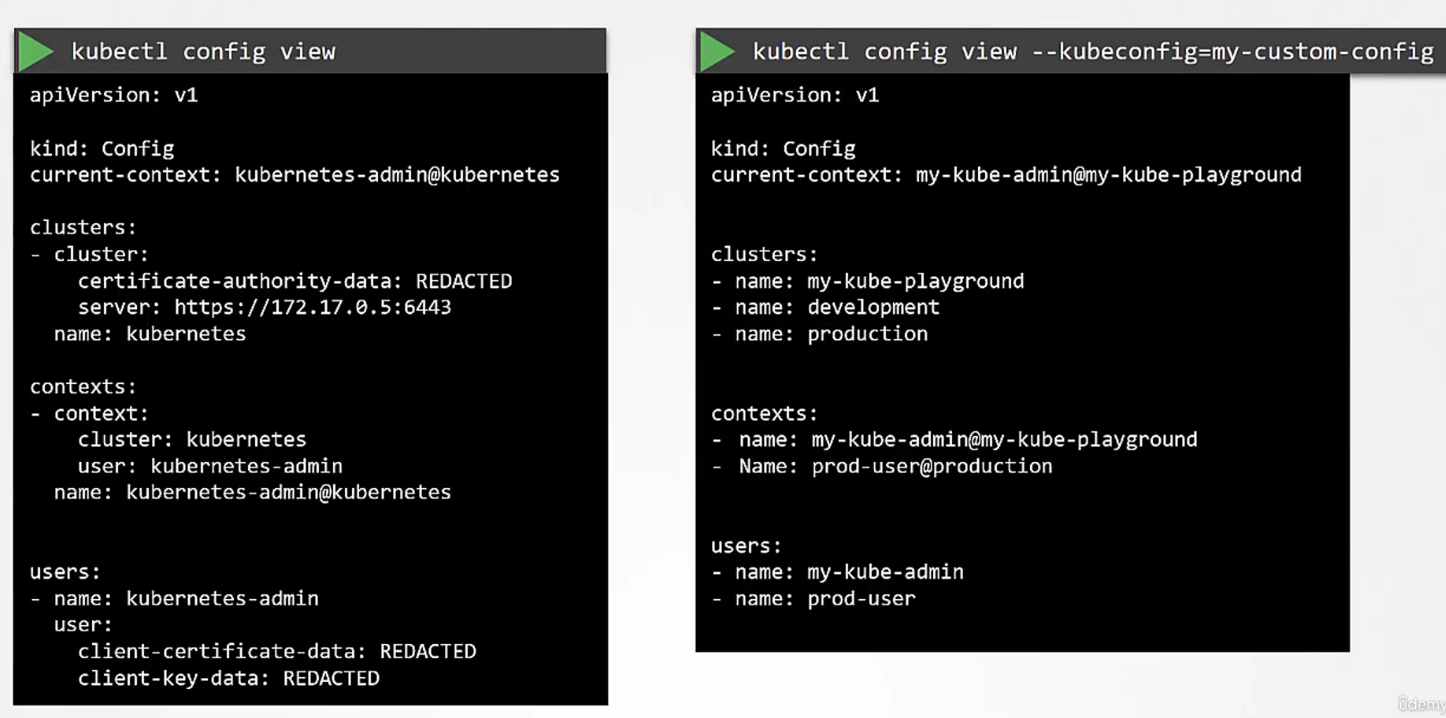 kubectl config view
apiVersion: v1
kind: Config
current-context: kubernetes-admin@kubernetes
clusters:
- cluster:
    certificate-authority-data: REDACTED
    server: https://172.17.0.5:6443
  name: kubernetes
contexts:
- context:
    cluster: kubernetes
    user: kubernetes-admin
  name: kubernetes-admin@kubernetes
users:
- name: kubernetes-admin
  user:
    client-certificate-data: REDACTED
    client-key-data: REDACTED
kubectl config view --kubeconfig=my-custom-config
apiVersion: v1
kind: Config
current-context: my-kube-admin@my-kube-playground
clusters:
- name: my-kube-playground
- name: development
- name: production
contexts:
- name: my-kube-admin@my-kube-playground
- Name: prod-user@production
users:
- name: my-kube-admin
- name: prod-user
ûdemy